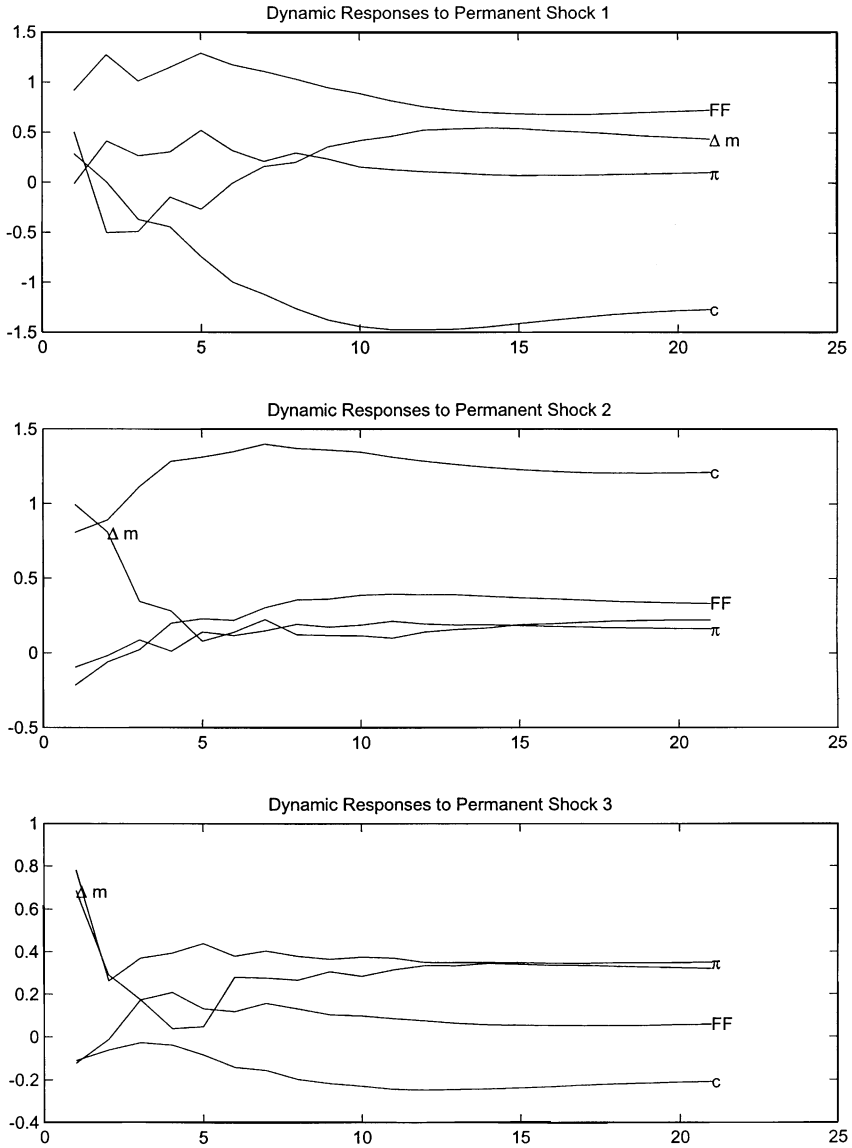 Dynamic Responses to Permanent Shock 1
1.5
1
0.5
0
-0.5
-1
-1.5
FF
Δ m
π
c
0 5 10 15 20 25
Dynamic Responses to Permanent Shock 2
1.5
1
0.5
0
-0.5
c
Δ m
FF
π
0 5 10 15 20 25
Dynamic Responses to Permanent Shock 3
1
0.8
0.6
0.4
0.2
0
-0.2
-0.4
Δ m
π
FF
c
0 5 10 15 20 25